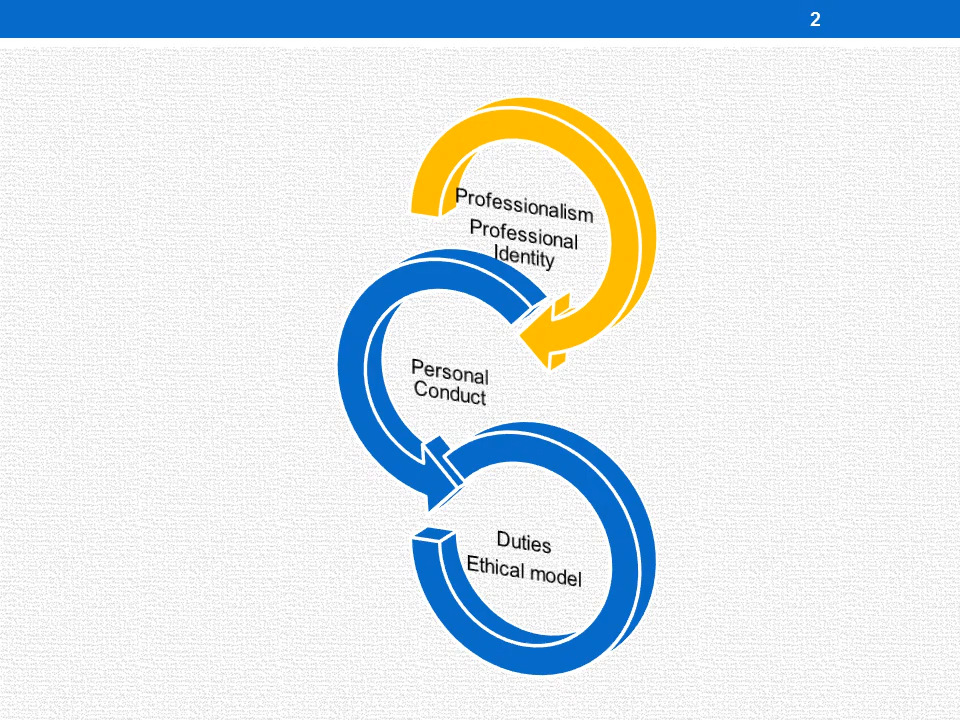 2
Professionalism
Professional
Identity
Personal
Conduct
Duties
Ethical model